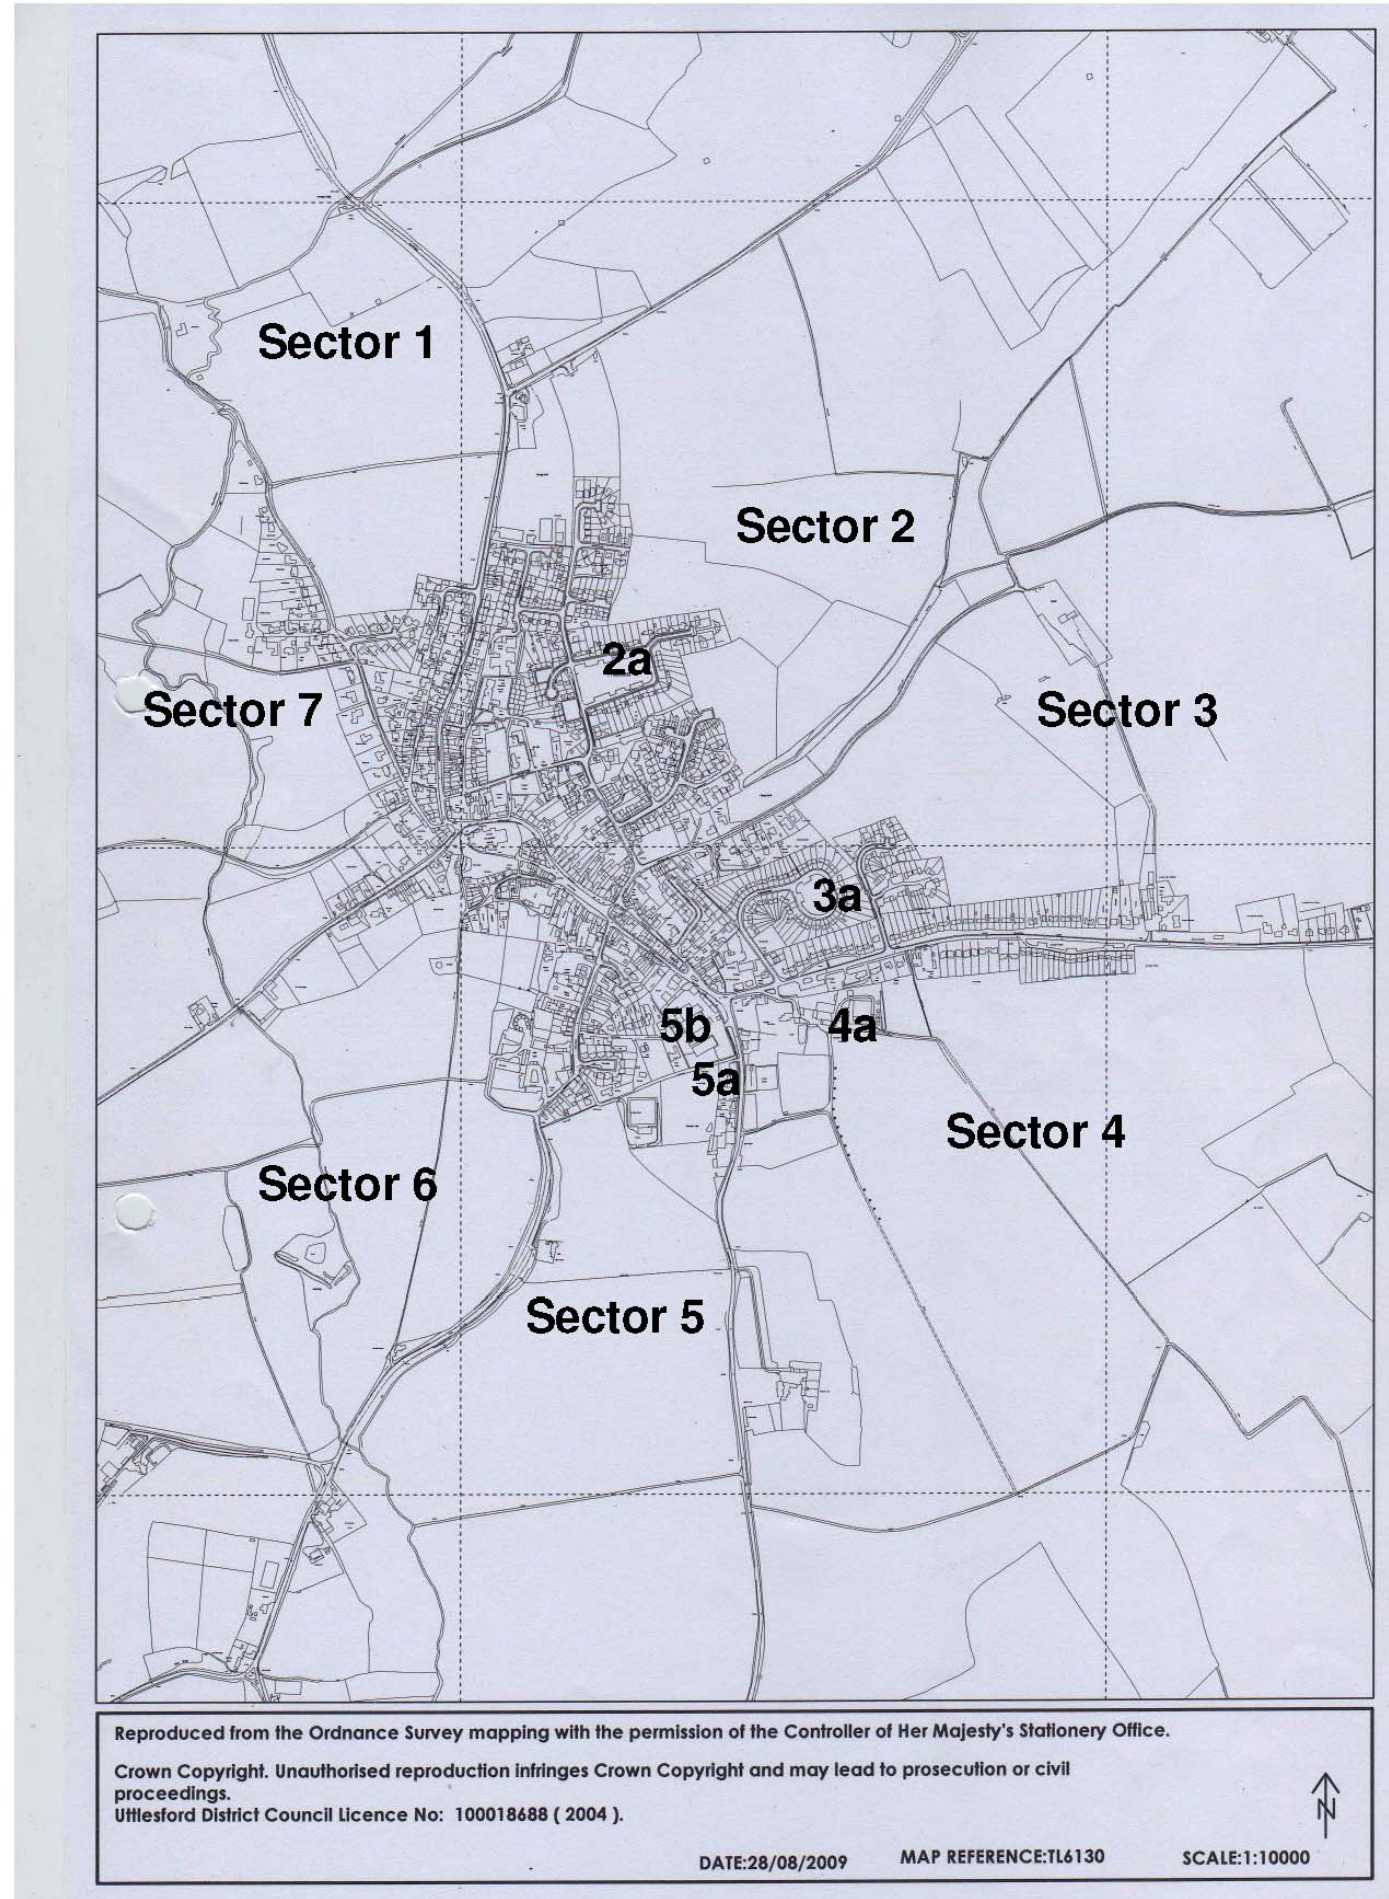 Sector 1
Sector 2
2a
Sector 7
Sector 3
3a
5b
4a
5a
Sector 4
Sector 6
Sector 5
Reproduced from the Ordnance Survey mapping with the permission of the Controller of Her Majesty's Stationery Office.
Crown Copyright. Unauthorised reproduction infringes Crown Copyright and may lead to prosecution or civil
proceedings.
Uttlesford District Council Licence No: 100018688 ( 2004 ).
N
DATE:28/08/2009
MAP REFERENCE:TL6130
SCALE:1:10000